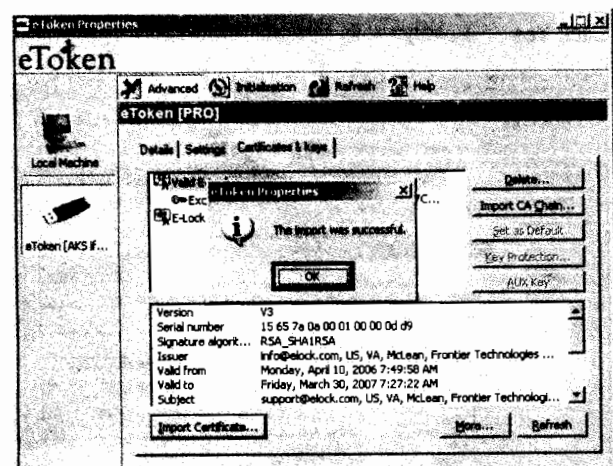 eToken Properties
eToken
Advanced Initialization Refresh Help
eToken [PRO]
Local Machine
Details Settings Certificates & keys
Valid
eToken Properties
Exc
C...
E-Lock
The import was successful.
OK
Delete...
Import CA Chain...
Set as Default
Key Protection...
AUX Key
eToken [AKS if...
Version V3
Serial number 15 65 7a 0a 00 01 00 00 0d d9
Signature algorit... RSA_SHA1RSA
Issuer info@elock.com, US, VA, McLean, Frontier Technologies ...
Valid from Monday, April 10, 2006 7:49:58 AM
Valid to Friday, March 30, 2007 7:27:22 AM
Subject support@elock.com, US, VA, McLean, Frontier Technologi...
Import Certificate... More... Refresh